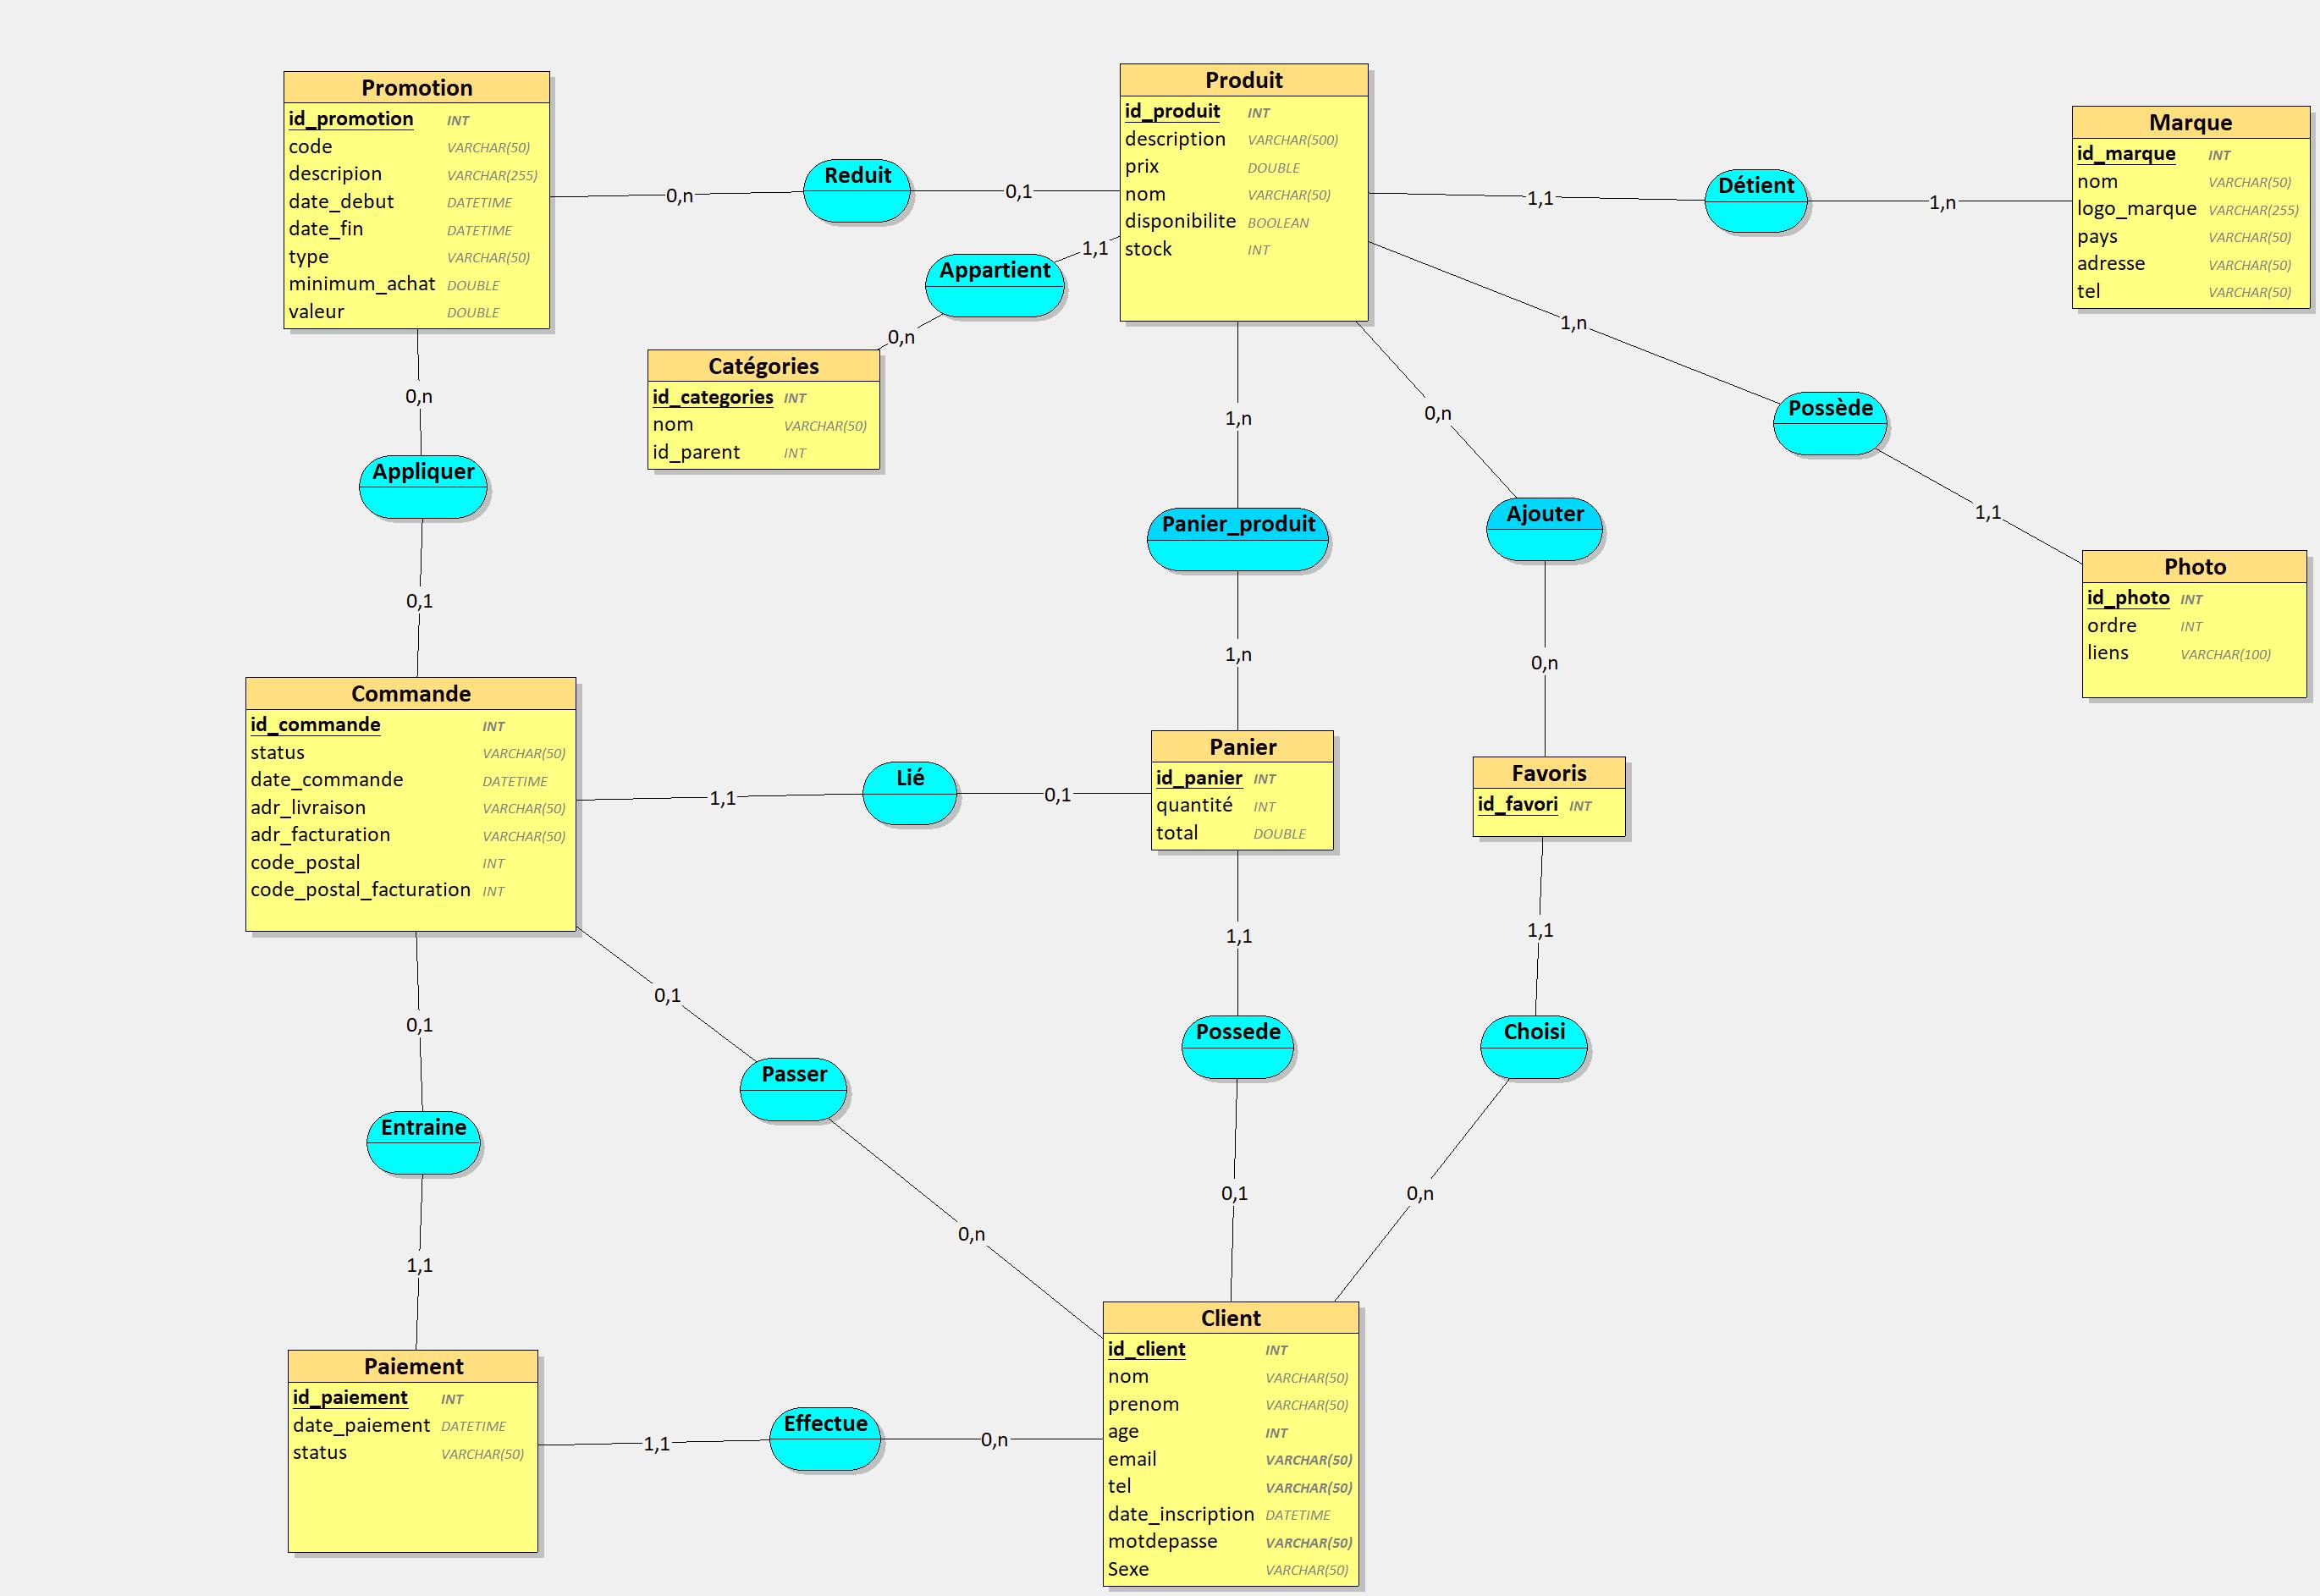 Promotion
id_promotion INT
code VARCHAR(50)
descripion VARCHAR(255)
date_debut DATETIME
date_fin DATETIME
type VARCHAR(50)
minimum_achat DOUBLE
valeur DOUBLE
0,n
Reduit
0,1
Produit
id_produit INT
description VARCHAR(500)
prix DOUBLE
nom VARCHAR(50)
disponibilite BOOLEAN
stock INT
1,1
Détient
1,n
Marque
id_marque INT
nom VARCHAR(50)
logo_marque VARCHAR(255)
pays VARCHAR(50)
adresse VARCHAR(50)
tel VARCHAR(50)
1,1
Appartient
0,n
Catégories
id_categories INT
nom VARCHAR(50)
id_parent INT
1,n
Possède
1,1
Photo
id_photo INT
ordre INT
liens VARCHAR(100)
0,n
Appliquer
0,1
1,n
Panier_produit
1,n
0,n
Ajouter
0,n
Commande
id_commande INT
status VARCHAR(50)
date_commande DATETIME
adr_livraison VARCHAR(50)
adr_facturation VARCHAR(50)
code_postal INT
code_postal_facturation INT
1,1
Lié
0,1
Panier
id_panier INT
quantité INT
total DOUBLE
Favoris
id_favori INT
1,1
Possede
0,1
1,1
Choisi
0,n
0,1
Passer
0,n
0,1
Entraine
1,1
Paiement
id_paiement INT
date_paiement DATETIME
status VARCHAR(50)
1,1
Effectue
0,n
Client
id_client INT
nom VARCHAR(50)
prenom VARCHAR(50)
age INT
email VARCHAR(50)
tel VARCHAR(50)
date_inscription DATETIME
motdepasse VARCHAR(50)
Sexe VARCHAR(50)